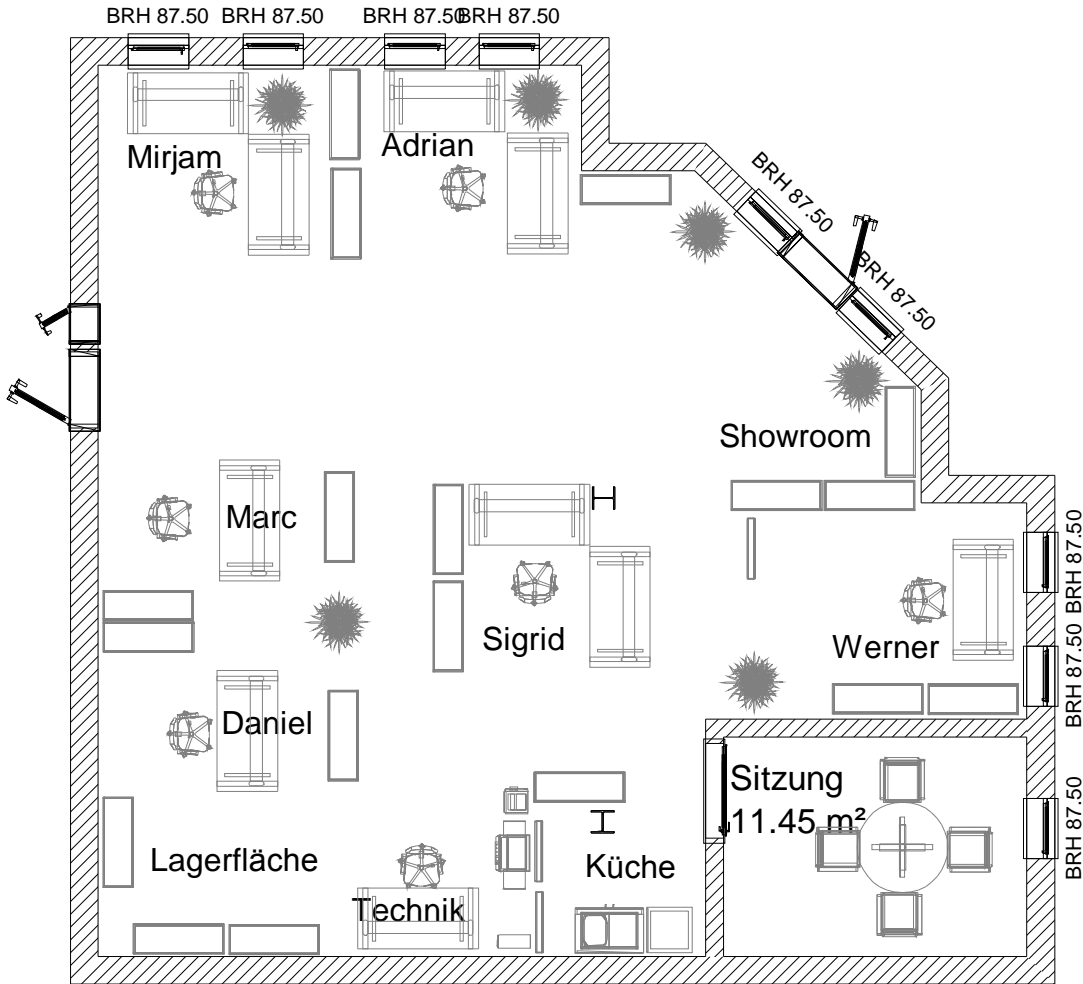 BRH 87.50
BRH 87.50
BRH 87.50
BRH 87.50
Mirjam
Adrian
BRH 87.50
BRH 87.50
Showroom
Marc
Sigrid
Werner
BRH 87.50
BRH 87.50
Daniel
Sitzung
11.45 m²
BRH 87.50
Lagerfläche
Küche
Technik